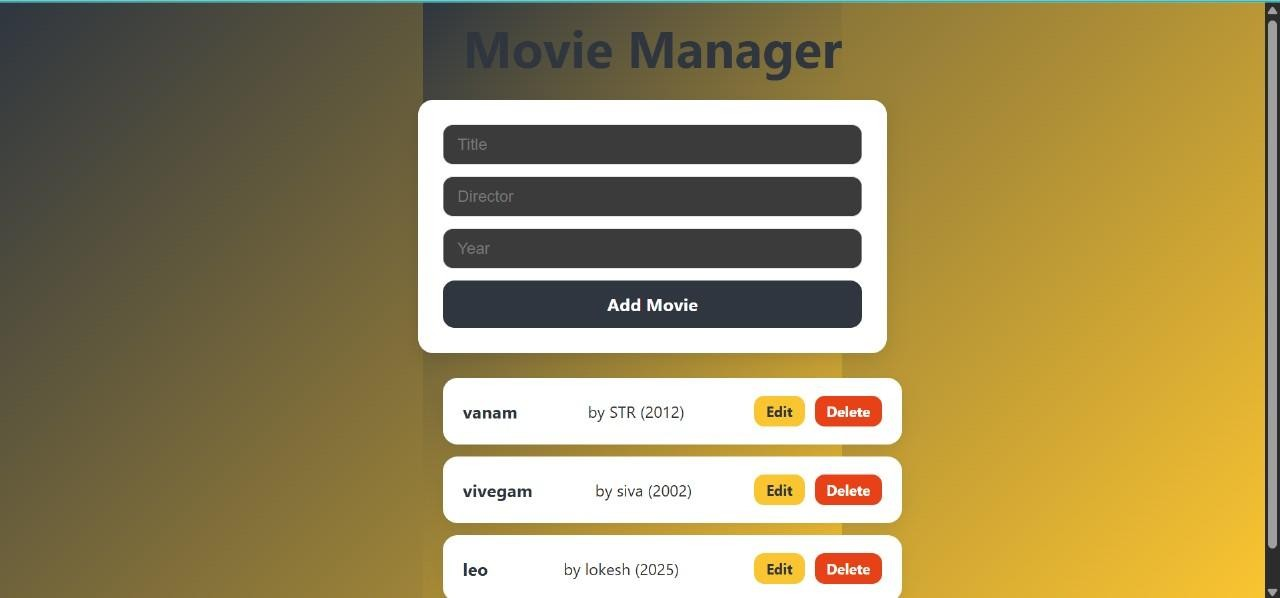 Movie Manager
Title
Director
Year
Add Movie
vanam by STR (2012) Edit Delete
vivegam by siva (2002) Edit Delete
leo by lokesh (2025) Edit Delete